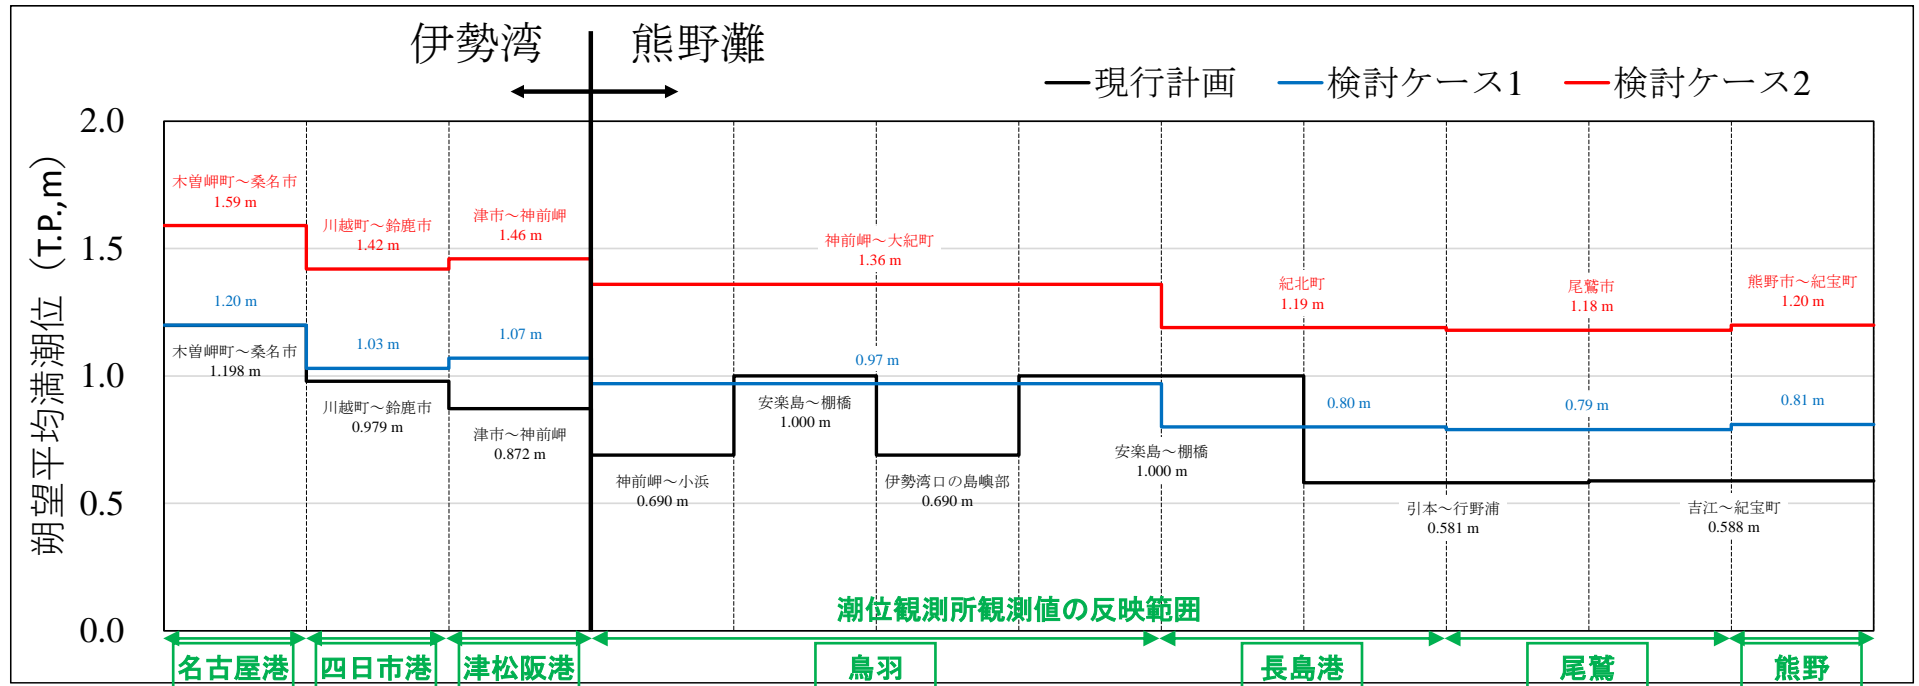 伊勢湾
熊野灘
現行計画
検討ケース1
検討ケース2
朔望平均満潮位（T.P.,m）
2.0
1.5
1.0
0.5
0.0
木曽岬町～桑名市
1.59 m
川越町～鈴鹿市
1.42 m
津市～神前岬
1.46 m
神前岬～大紀町
1.36 m
紀北町
1.19 m
尾鷲市
1.18 m
熊野市～紀宝町
1.20 m
1.20 m
1.03 m
1.07 m
0.97 m
0.80 m
0.79 m
0.81 m
木曽岬町～桑名市
1.198 m
川越町～鈴鹿市
0.979 m
津市～神前岬
0.872 m
神前岬～小浜
0.690 m
安楽島～棚橋
1.000 m
伊勢湾口の島嶼部
0.690 m
安楽島～棚橋
1.000 m
引本～行野浦
0.581 m
吉江～紀宝町
0.588 m
潮位観測所観測値の反映範囲
名古屋港
四日市港
津松阪港
鳥羽
長島港
尾鷲
熊野